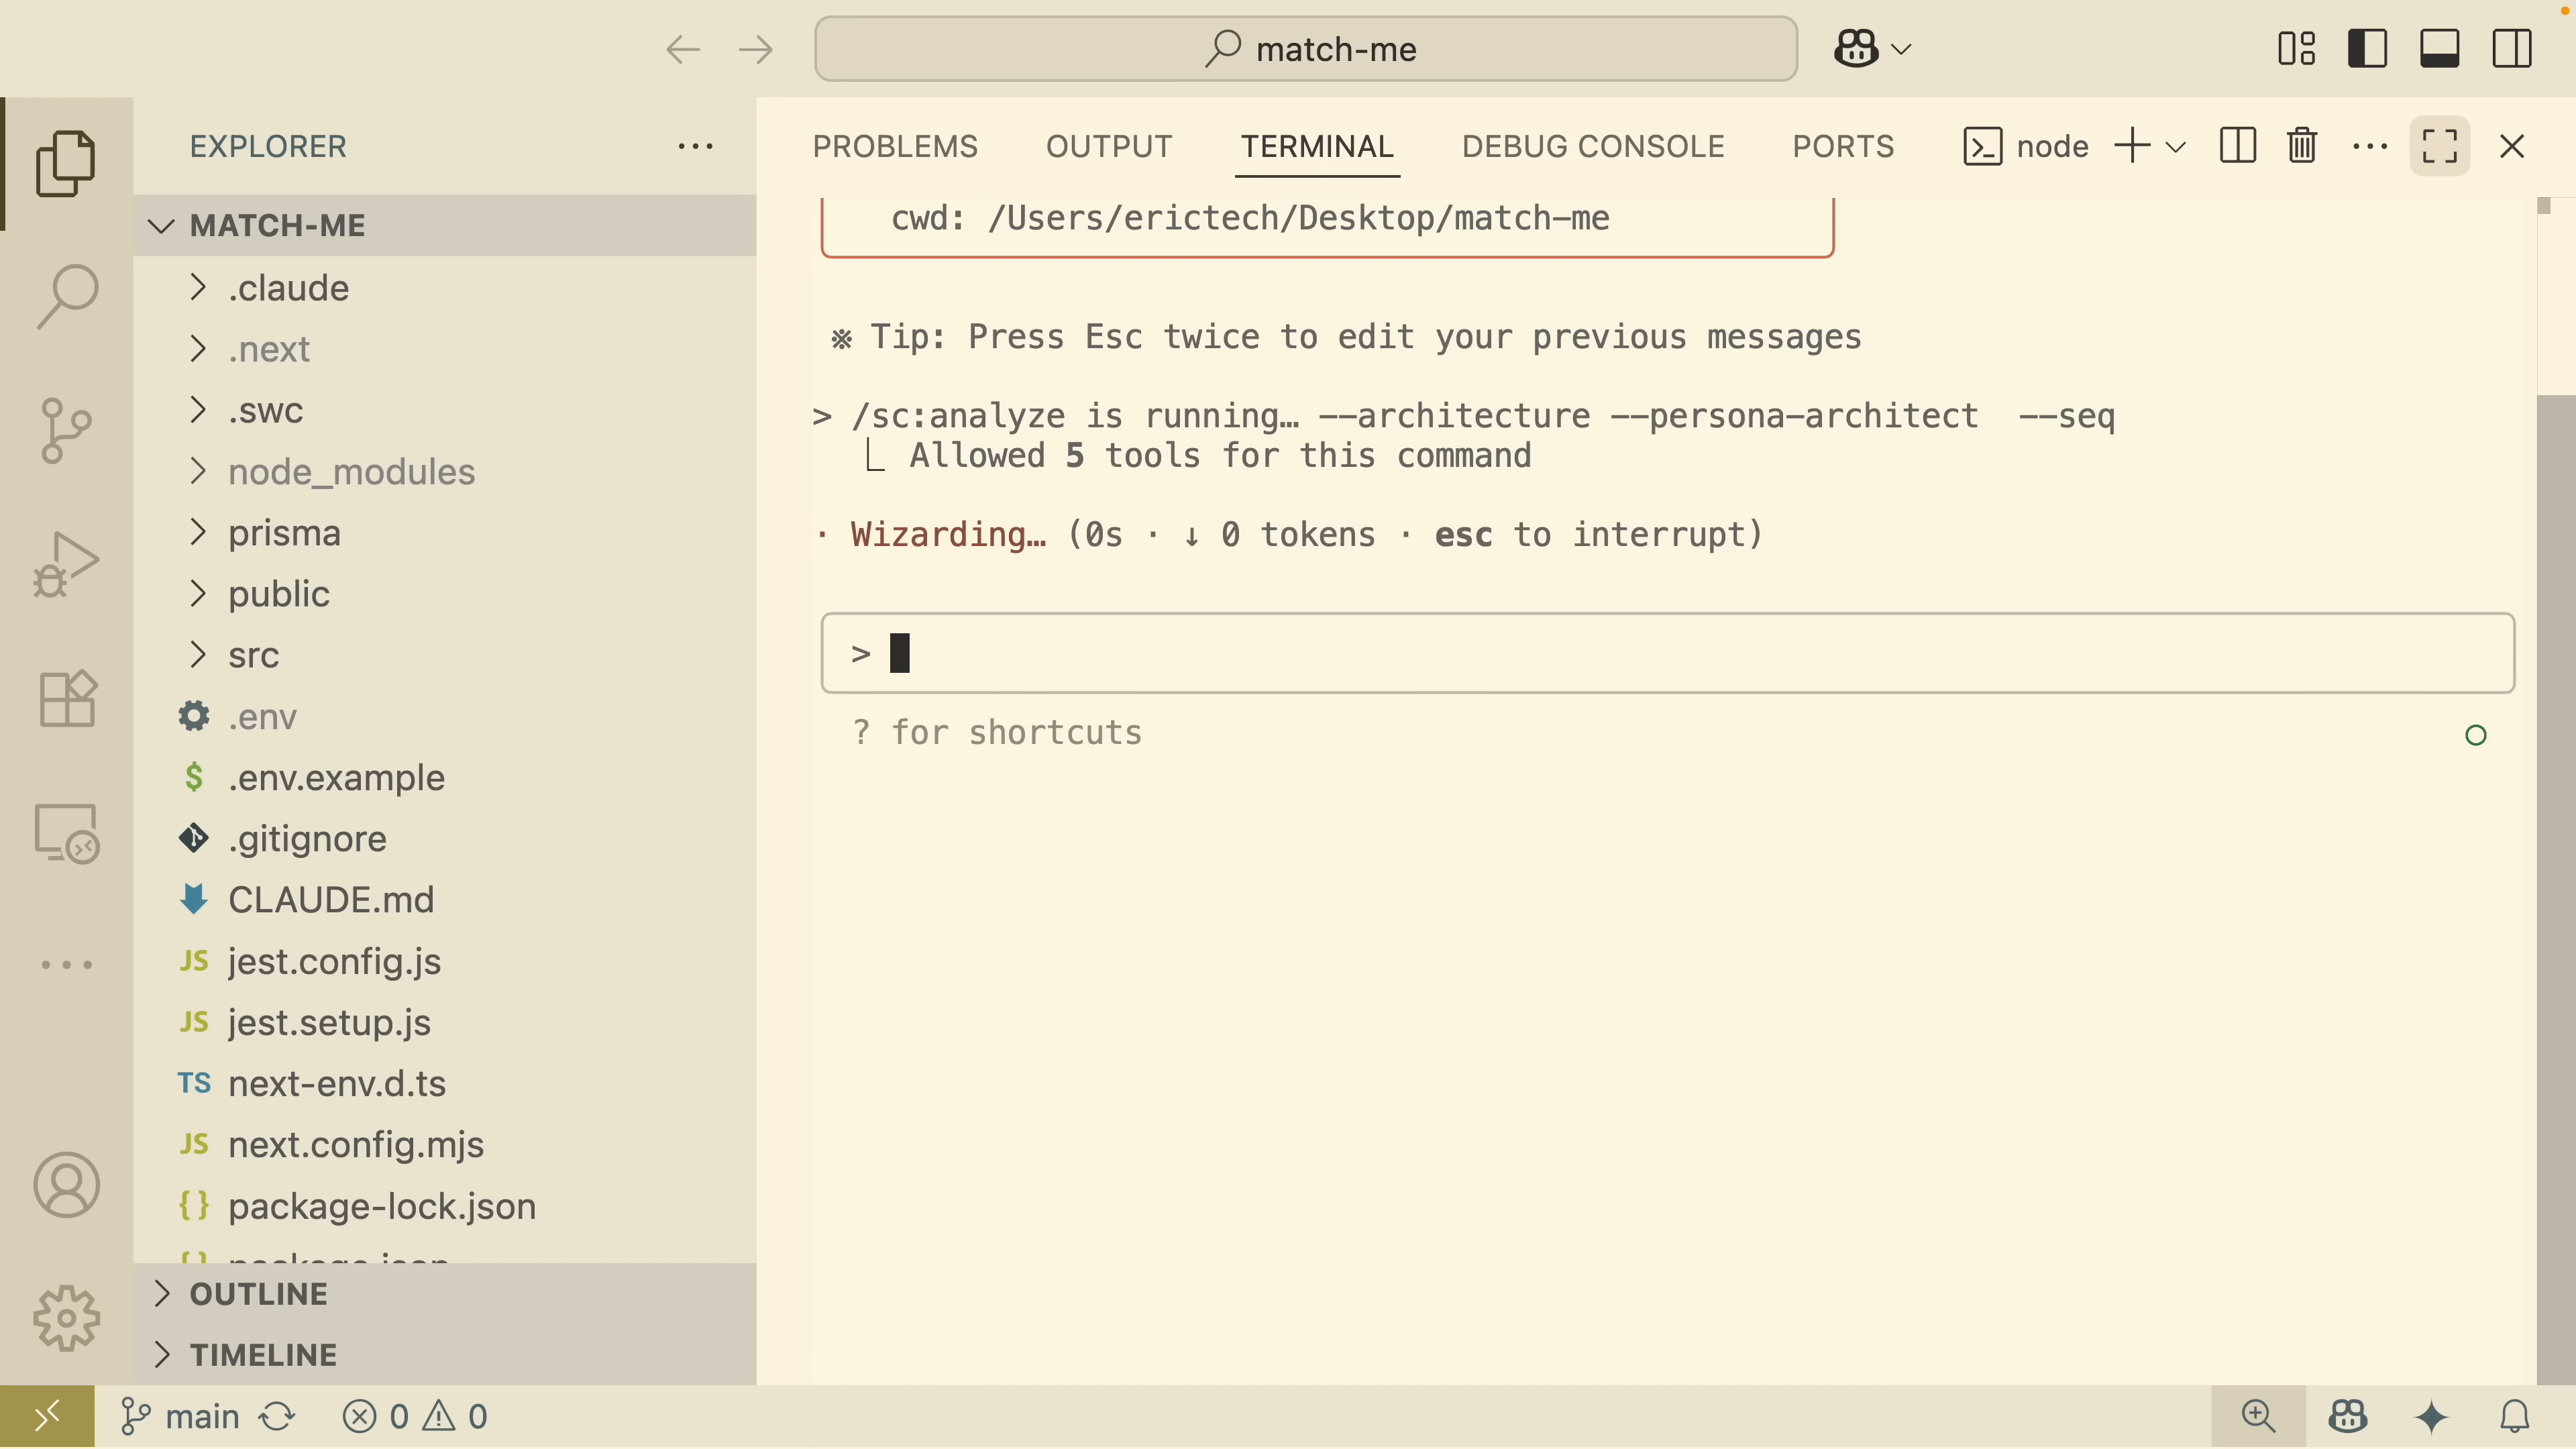 match-me
EXPLORER
MATCH-ME
.claude
.next
.swc
node_modules
prisma
public
src
.env
.env.example
.gitignore
CLAUDE.md
jest.config.js
jest.setup.js
next-env.d.ts
next.config.mjs
package-lock.json
package.json
OUTLINE
TIMELINE
PROBLEMS OUTPUT TERMINAL DEBUG CONSOLE PORTS node
cwd: /Users/erictech/Desktop/match-me
※ Tip: Press Esc twice to edit your previous messages
> /sc:analyze is running… --architecture --persona-architect  --seq
⎿ Allowed 5 tools for this command
· Wizarding… (0s · ↓ 0 tokens · esc to interrupt)
>
? for shortcuts
main 0 0